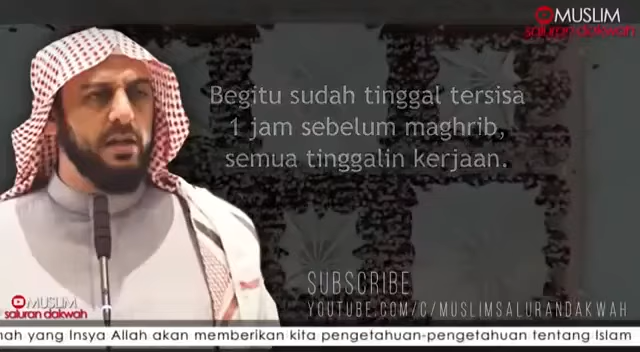 MUSLIM
saluran dakwah
Begitu sudah tinggal tersisa
1 jam sebelum maghrib,
semua tinggalin kerjaan.
SUBSCRIBE
YOUTUBE.COM/C/MUSLIMSALURANDAKWAH
MUSLIM
saluran dakwah
nah yang Insya Allah akan memberikan kita pengetahuan-pengetahuan tentang Islam